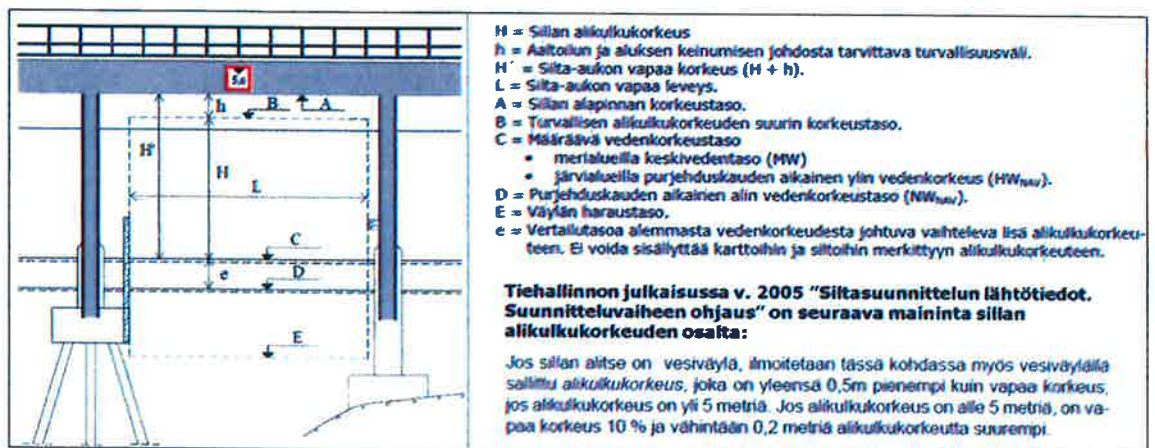 5,6
h
B
A
H'
H
L
C
e
D
E
H = Sillan alikulkukorkeus
h = Aaltoilun ja aluksen keinumisen johdosta tarvittava turvallisuusväli.
H´ = Silta-aukon vapaa korkeus (H + h).
L = Silta-aukon vapaa leveys.
A = Sillan alapinnan korkeustaso.
B = Turvallisen alikulkukorkeuden suurin korkeustaso.
C = Määräävä vedenkorkeustaso
• merialueilla keskivedentaso (MW)
• järvialueilla purjehduskauden aikainen ylin vedenkorkeus (HWNAV).
D = Purjehduskauden aikainen alin vedenkorkeustaso (NWNAV).
E = Väylän haraustaso.
e = Vertailutasoa alemmasta vedenkorkeudesta johtuva vaihteleva lisä alikulkukorkeu-
teen. Ei voida sisällyttää karttoihin ja siltoihin merkittyyn alikulkukorkeuteen.
Tiehallinnon julkaisussa v. 2005 "Siltasuunnittelun lähtötiedot.
Suunnitteluvaiheen ohjaus" on seuraava maininta sillan
alikulkukorkeuden osalta:
Jos sillan alitse on vesiväylä, ilmoitetaan tässä kohdassa myös vesiväylällä
sallittu alikulkukorkeus, joka on yleensä 0,5m pienempi kuin vapaa korkeus,
jos alikulkukorkeus on yli 5 metriä. Jos alikulkukorkeus on alle 5 metriä, on va-
paa korkeus 10 % ja vähintään 0,2 metriä alikulkukorkeutta suurempi.